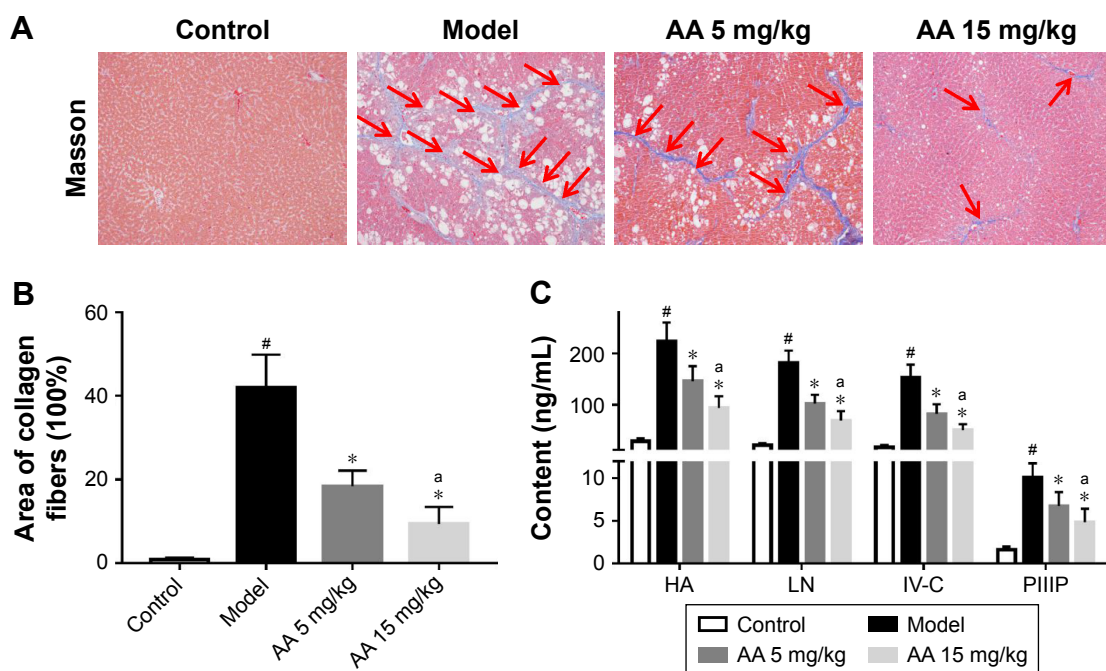 A
Control
Model
AA 5 mg/kg
AA 15 mg/kg
Masson
B
Area of collagen
fibers (100%)
60
40
20
0
#
*
a
*
Control
Model
AA 5 mg/kg
AA 15 mg/kg
C
Content (ng/mL)
200
100
10
5
0
#
*
a
*
#
*
a
*
#
*
a
*
#
*
a
*
HA
LN
IV-C
PIIIP
Control
Model
AA 5 mg/kg
AA 15 mg/kg